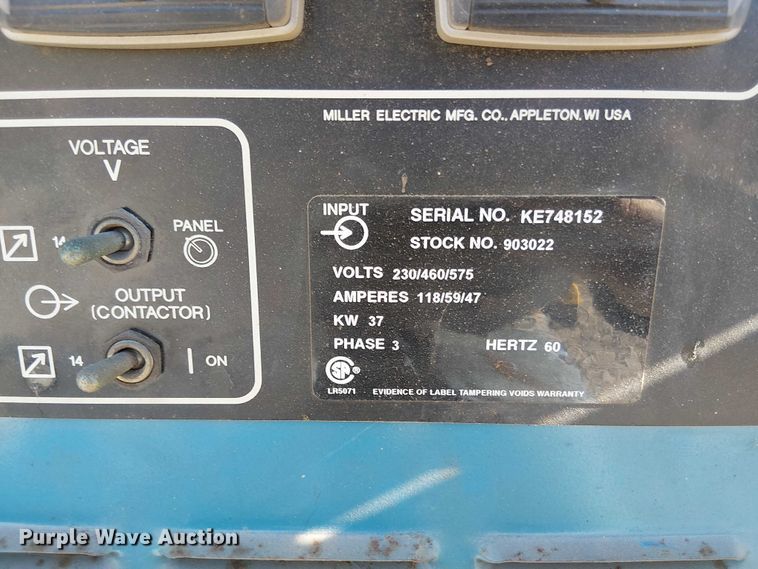 MILLER ELECTRIC MFG. CO., APPLETON, WI USA
VOLTAGE
V
14
PANEL
OUTPUT
(CONTACTOR)
14
ON
INPUT
SERIAL NO. KE748152
STOCK NO. 903022
VOLTS 230/460/575
AMPERES 118/59/47
KW 37
PHASE 3 HERTZ 60
SA
LR5071 EVIDENCE OF LABEL TAMPERING VOIDS WARRANTY
Purple Wave Auction